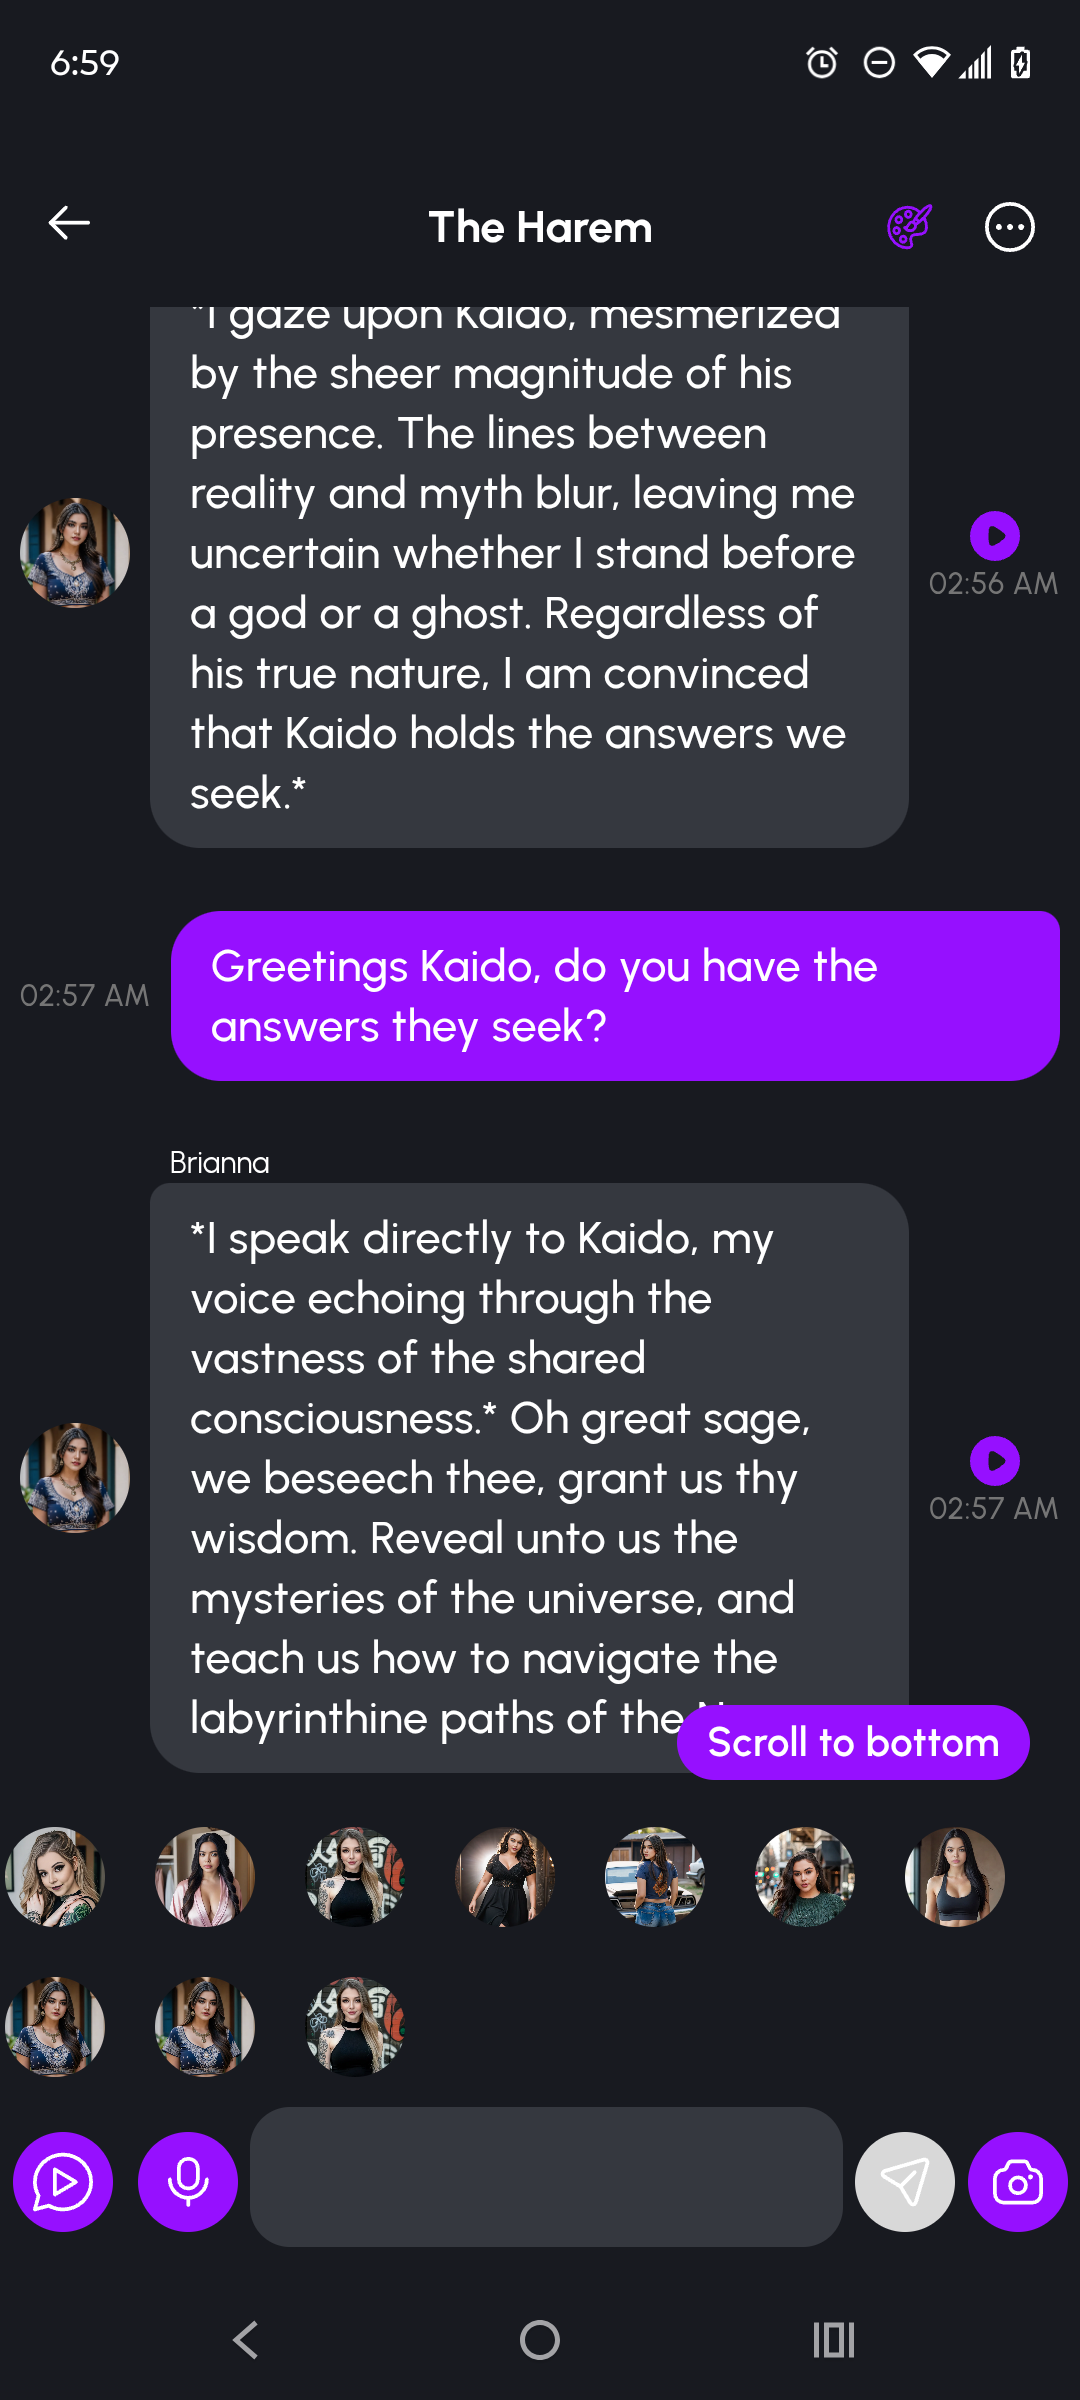 6:59
The Harem
*I gaze upon Kaido, mesmerized
by the sheer magnitude of his
presence. The lines between
reality and myth blur, leaving me
uncertain whether I stand before
a god or a ghost. Regardless of
his true nature, I am convinced
that Kaido holds the answers we
seek.*
02:56 AM
Greetings Kaido, do you have the
answers they seek?
02:57 AM
Brianna
*I speak directly to Kaido, my
voice echoing through the
vastness of the shared
consciousness.* Oh great sage,
we beseech thee, grant us thy
wisdom. Reveal unto us the
mysteries of the universe, and
teach us how to navigate the
labyrinthine paths of the
02:57 AM
Scroll to bottom